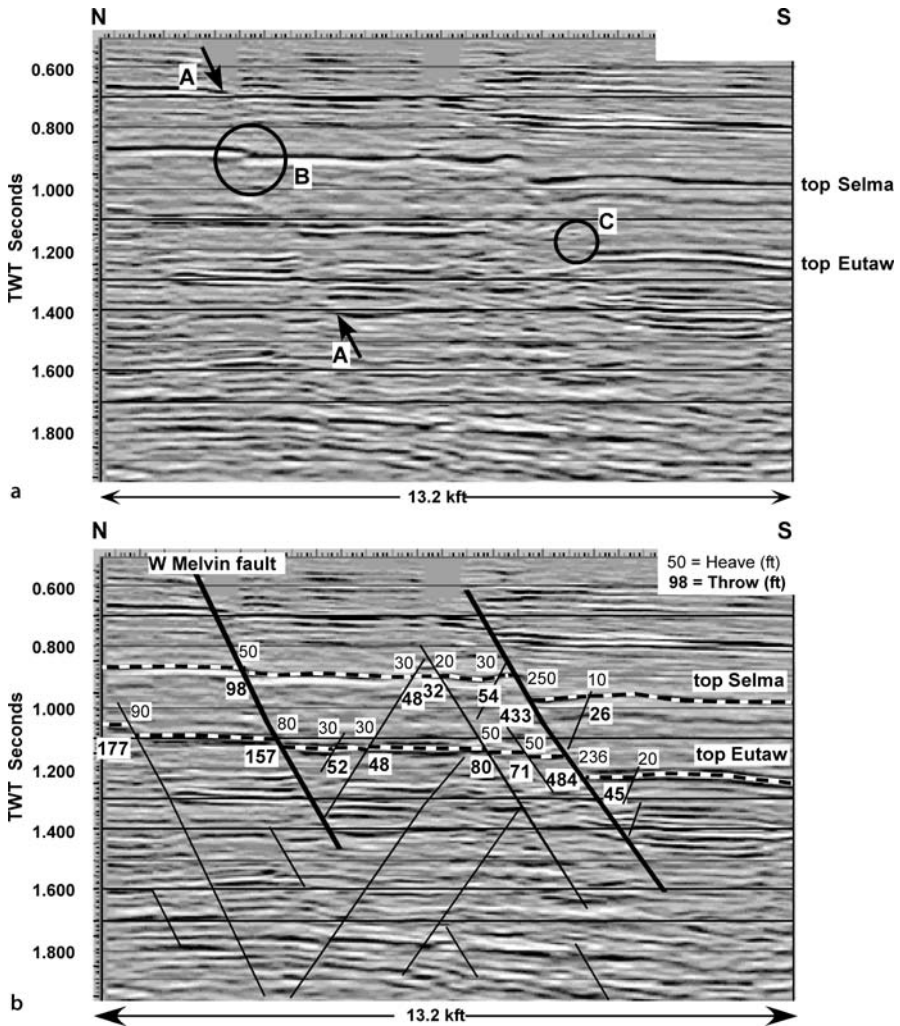 N S
0.600
A
0.800
B
1.000
top Selma
C
1.200
top Eutaw
TWT Seconds
1.400
A
1.600
1.800
a
13.2 kft
N S
W Melvin fault
50 = Heave (ft)
98 = Throw (ft)
0.600
0.800
50 30 20 30
98 48 32 54 250 10
top Selma
1.000
90 433 26
80 30 30 50 50
top Eutaw
177 157 52 48 80 71 484 236 20
1.200
45
TWT Seconds
1.400
1.600
1.800
b
13.2 kft